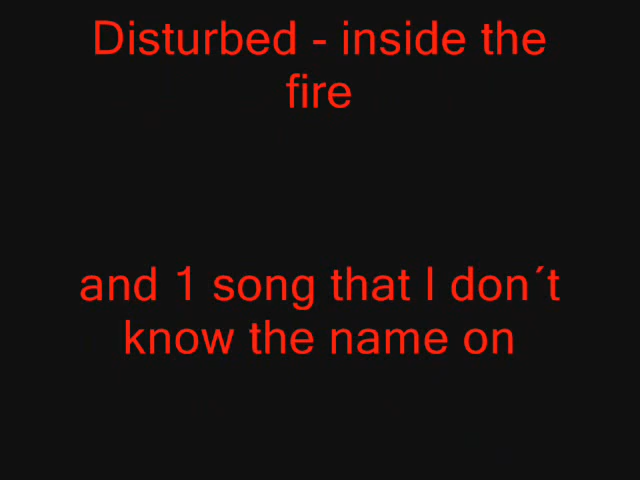 Disturbed - inside the
fire
and 1 song that I don´t
know the name on